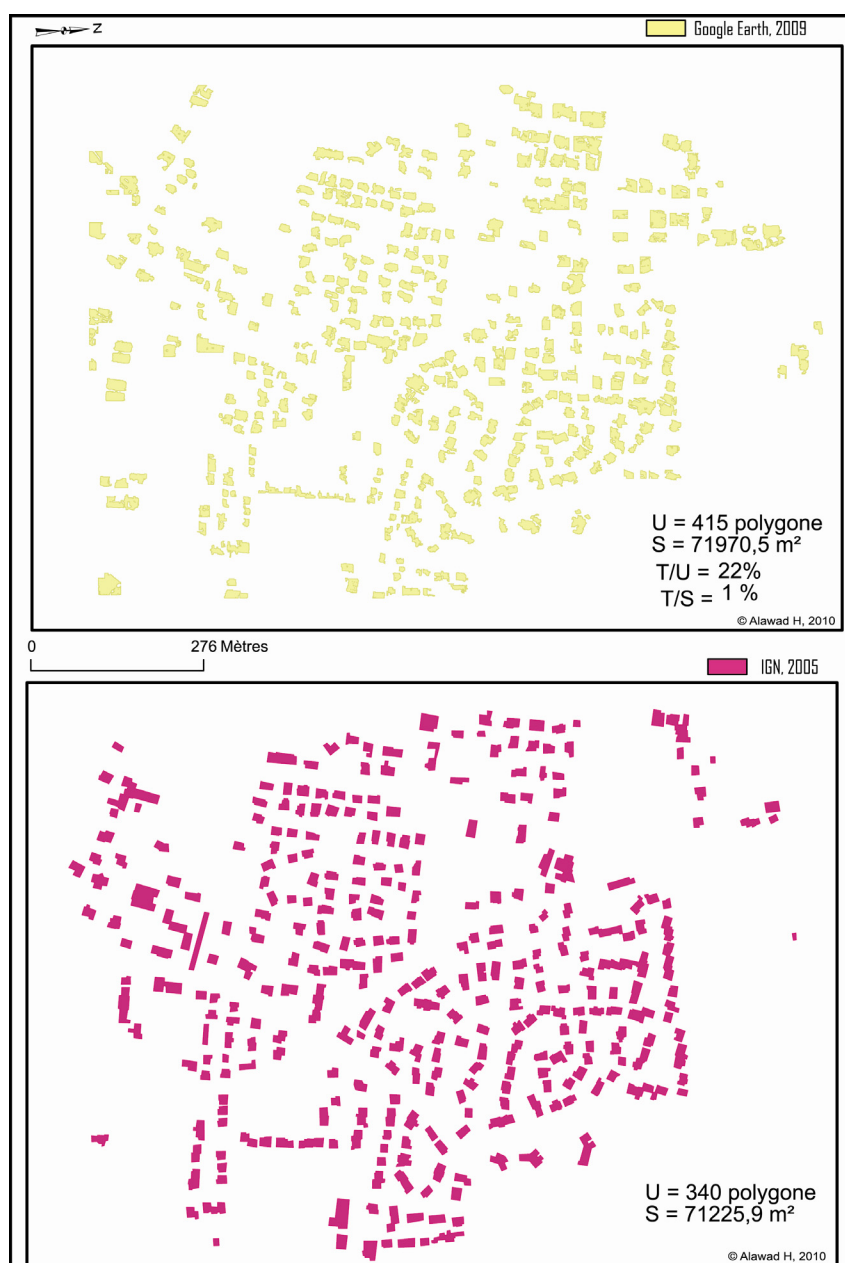 Z
Google Earth, 2009
U = 415 polygone
S = 71970,5 m²
T/U = 22%
T/S = 1 %
© Alawad H, 2010
0 276 Mètres
IGN, 2005
U = 340 polygone
S = 71225,9 m²
© Alawad H, 2010